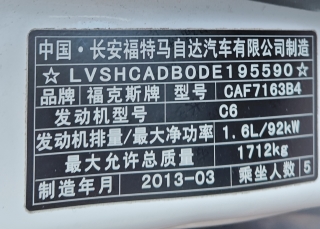 中国·长安福特马自达汽车有限公司制造
☆LVSHCADB0DE195590☆
品牌 福克斯牌 型号 CAF7163B4
发动机型号 C6
发动机排量/最大净功率 1.6L/92kW
最大允许总质量 1712kg
制造年月 2013-03 乘坐人数 5